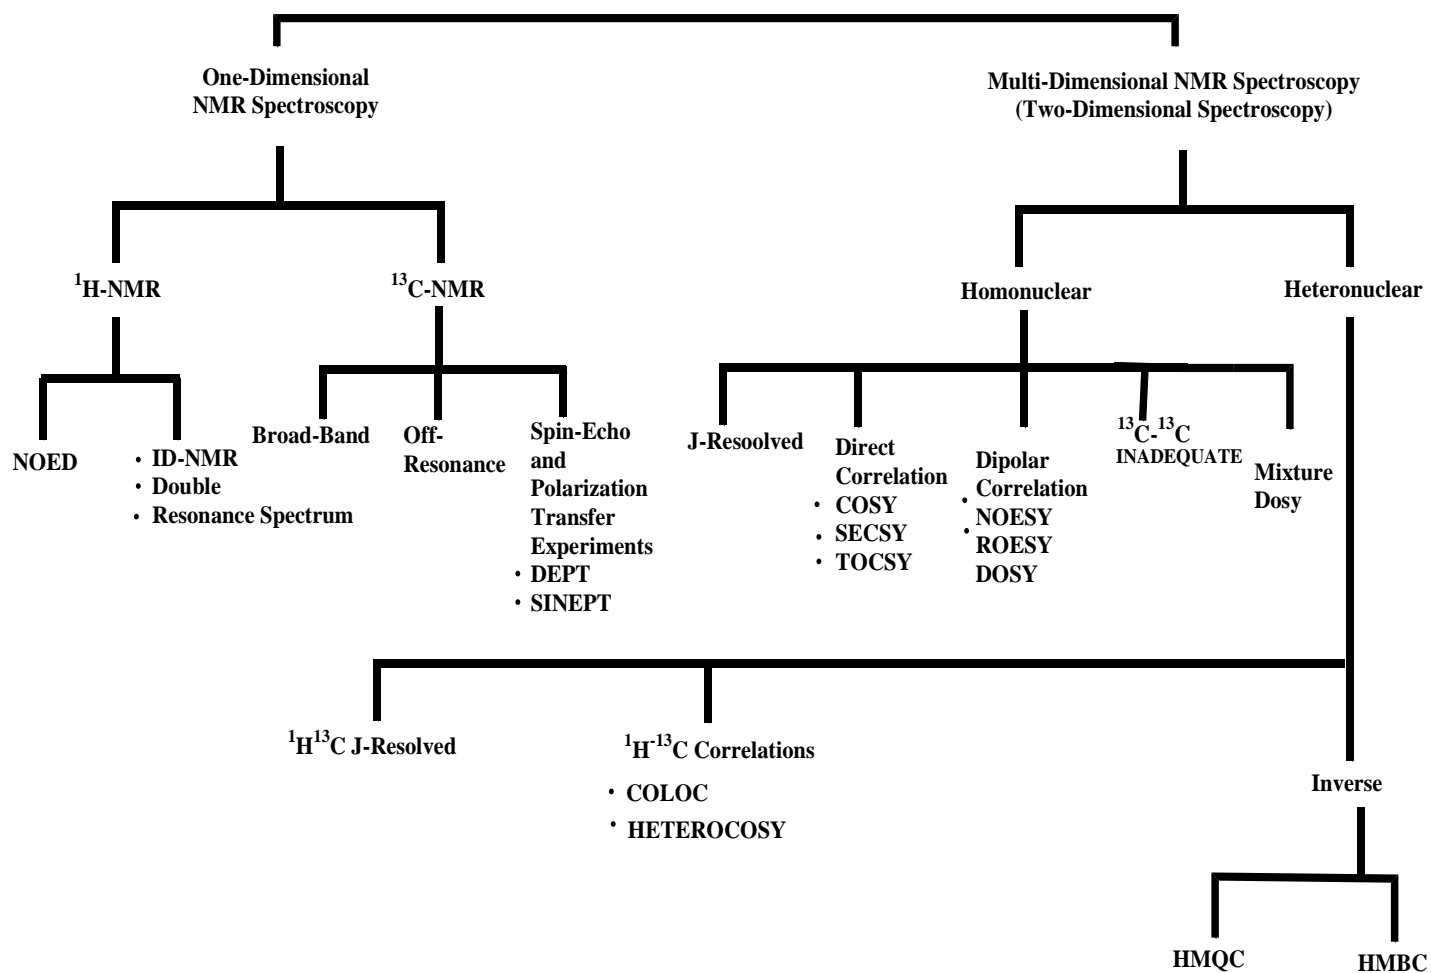 One-Dimensional
NMR Spectroscopy
Multi-Dimensional NMR Spectroscopy
(Two-Dimensional Spectroscopy)
¹H-NMR
¹³C-NMR
Homonuclear
Heteronuclear
NOED
· ID-NMR
· Double
· Resonance Spectrum
Broad-Band
Off-
Resonance
Spin-Echo
and
Polarization
Transfer
Experiments
· DEPT
· SINEPT
J-Resoolved
Direct
Correlation
· COSY
· SECSY
· TOCSY
Dipolar
Correlation
· NOESY
· ROESY
DOSY
¹³C-¹³C
INADEQUATE
Mixture
Dosy
¹H¹³C J-Resolved
¹H⁻¹³C Correlations
· COLOC
· HETEROCOSY
Inverse
HMQC
HMBC